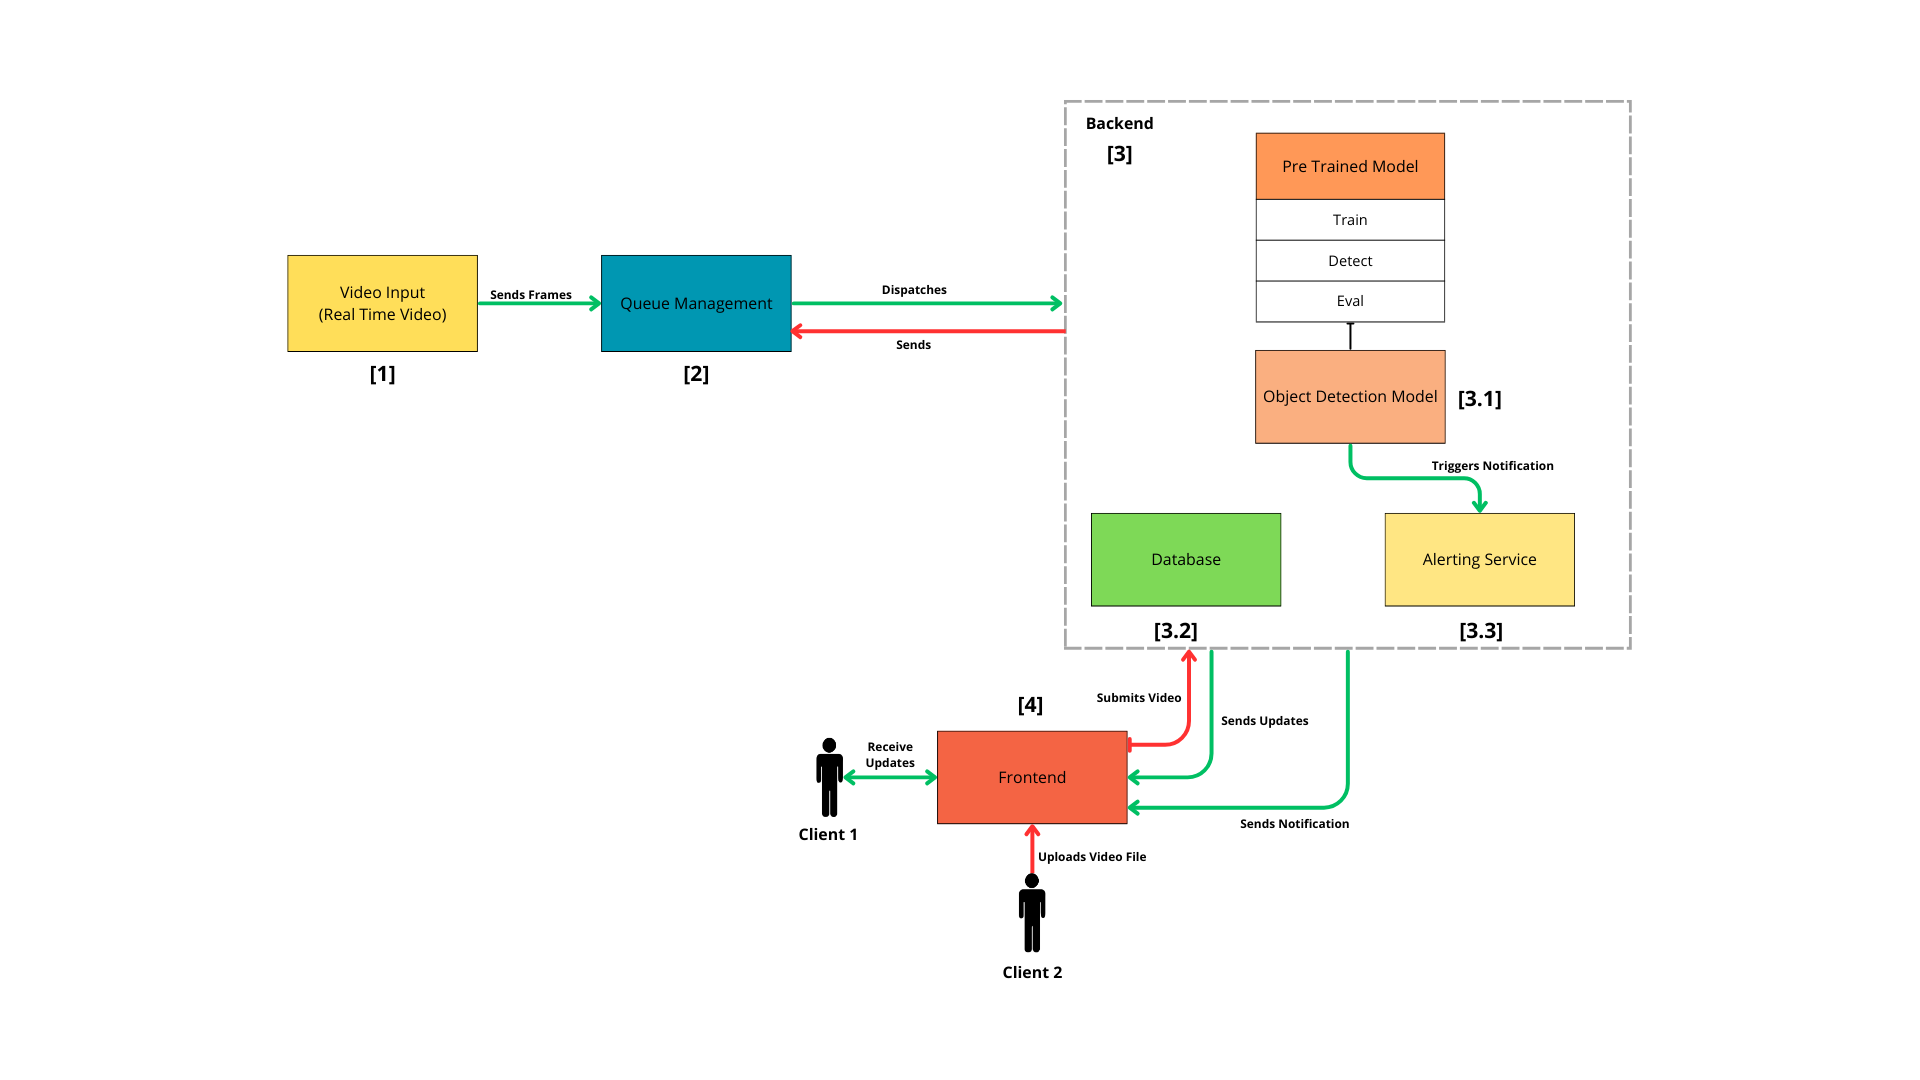 Backend
[3]
Pre Trained Model
Train
Detect
Eval
Video Input
(Real Time Video)
[1]
Sends Frames
Queue Management
[2]
Dispatches
Sends
Object Detection Model
[3.1]
Triggers Notification
Database
[3.2]
Alerting Service
[3.3]
Submits Video
Sends Updates
Sends Notification
[4]
Frontend
Receive
Updates
Client 1
Uploads Video File
Client 2